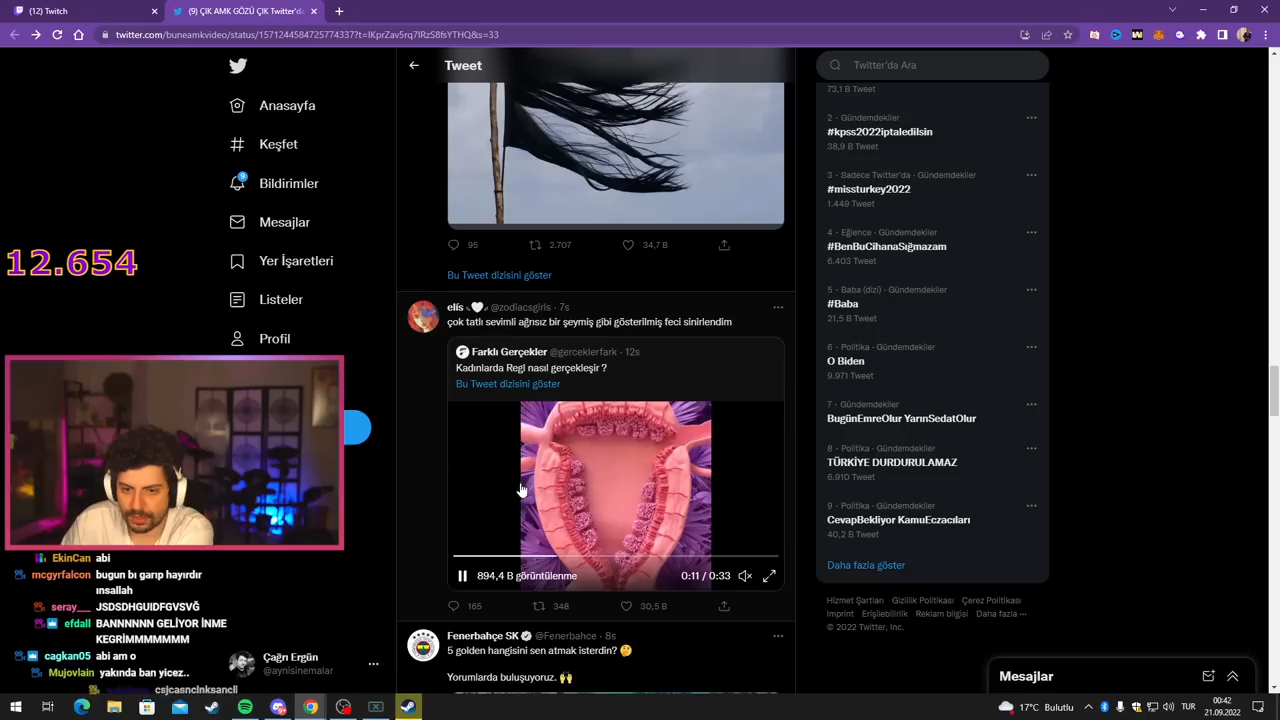 (12) Twitch
(9) ÇIK AMK GÖZÜ ÇIK" Twitter'da
twitter.com/buneamkvideo/status/1571244584725774337?t=IKprZav5rq7IRzS8fsYTHQ&s=33
Anasayfa
Keşfet
9
Bildirimler
Mesajlar
Yer İşaretleri
Listeler
Profil
12.654
EkinCan abi
mcgyrfalcon bugun bı garıp hayırdır
ınsallah
seray__ JSDSDHGUIDFGVSVĞ
efdall BANNNNNN GELİYOR İNME
KEGRİMMMMMMM
cagkan05 abi am o
Mujovlain yakında ban yicez..
csjcascjnksancll
Çağrı Ergün
@aynisinemalar
Tweet
95
2.707
34,7 B
Bu Tweet dizisini göster
elís @zodiacsgirls · 7s
çok tatlı sevimli ağrısız bir şeymiş gibi gösterilmiş feci sinirlendim
Farklı Gerçekler @gerceklerfark · 12s
Kadınlarda Regl nasıl gerçekleşir ?
Bu Tweet dizisini göster
894,4 B görüntülenme
0:11 / 0:33
165
348
30,5 B
Fenerbahçe SK @Fenerbahce · 8s
5 golden hangisini sen atmak isterdin? 🤔
Yorumlarda buluşuyoruz. 🙌
Twitter'da Ara
73,1 B Tweet
2 · Gündemdekiler
#kpss2022iptaledilsin
38,9 B Tweet
3 · Sadece Twitter'da · Gündemdekiler
#missturkey2022
1.449 Tweet
4 · Eğlence · Gündemdekiler
#BenBuCihanaSığmazam
6.403 Tweet
5 · Baba (dizi) · Gündemdekiler
#Baba
21,5 B Tweet
6 · Politika · Gündemdekiler
O Biden
9.971 Tweet
7 · Gündemdekiler
BugünEmreOlur YarınSedatOlur
8 · Politika · Gündemdekiler
TÜRKİYE DURDURULAMAZ
6.910 Tweet
9 · Politika · Gündemdekiler
CevapBekliyor KamuEczacıları
40,2 B Tweet
Daha fazla göster
Hizmet Şartları Gizlilik Politikası Çerez Politikası
Imprint Erişilebilirlik Reklam bilgisi Daha fazla ···
© 2022 Twitter, Inc.
Mesajlar
17°C Bulutlu
TUR
00:42
21.09.2022